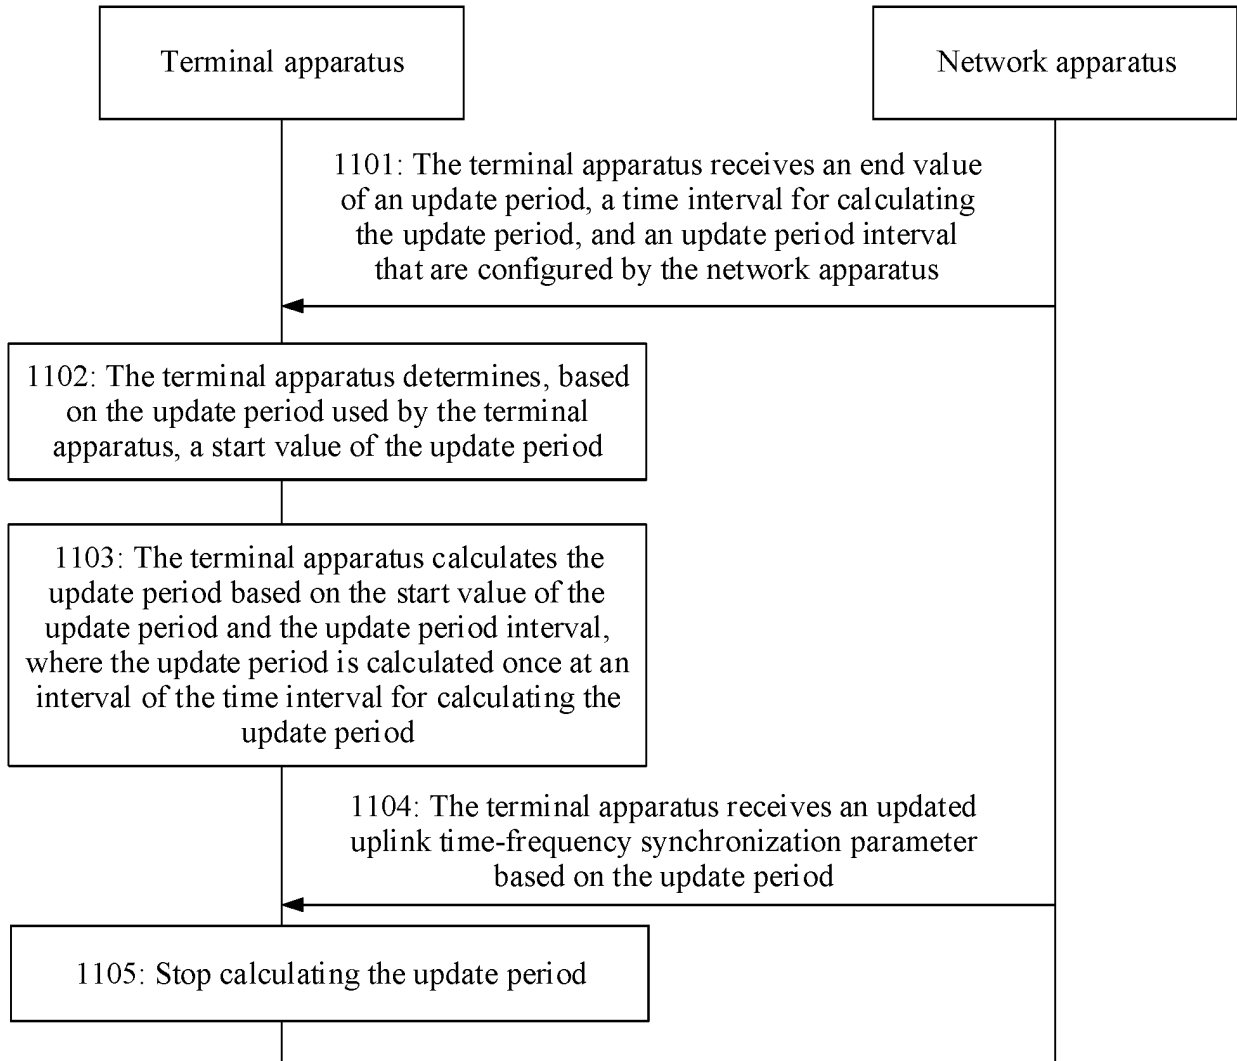 Terminal apparatus
Network apparatus
1101: The terminal apparatus receives an end value
of an update period, a time interval for calculating
the update period, and an update period interval
that are configured by the network apparatus
1102: The terminal apparatus determines, based
on the update period used by the terminal
apparatus, a start value of the update period
1103: The terminal apparatus calculates the
update period based on the start value of the
update period and the update period interval,
where the update period is calculated once at an
interval of the time interval for calculating the
update period
1104: The terminal apparatus receives an updated
uplink time-frequency synchronization parameter
based on the update period
1105: Stop calculating the update period